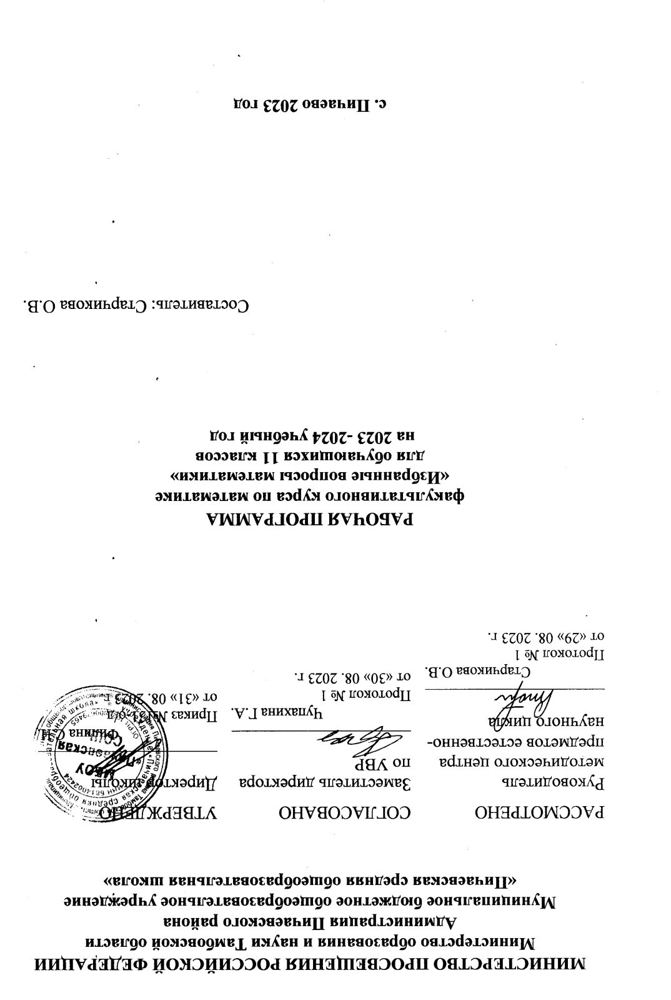 МИНИСТЕРСТВО ПРОСВЕЩЕНИЯ РОССИЙСКОЙ ФЕДЕРАЦИИ
Министерство образования и науки Тамбовской области
Администрация Пичаевского района
Муниципальное бюджетное общеобразовательное учреждение
«Пичаевская средняя общеобразовательная школа»
РАССМОТРЕНО
Руководитель
методического центра
предметов естественно-
научного цикла
Старчикова О.В.
Протокол № 1
от «29» 08. 2023 г.
СОГЛАСОВАНО
Заместитель директора
по УВР
Чупахина Г.А.
Протокол № 1
от «30» 08. 2023 г.
УТВЕРЖДЕНО
Директор школы
Фицина С.Н.
Приказ №
от «31» 08. 2023 г
МБОУ
РАБОЧАЯ ПРОГРАММА
факультативного курса по математике
«Избранные вопросы математики»
для обучающихся 11 классов
на 2023 -2024 учебный год
Составитель: Старчикова О.В.
с. Пичаево 2023 год